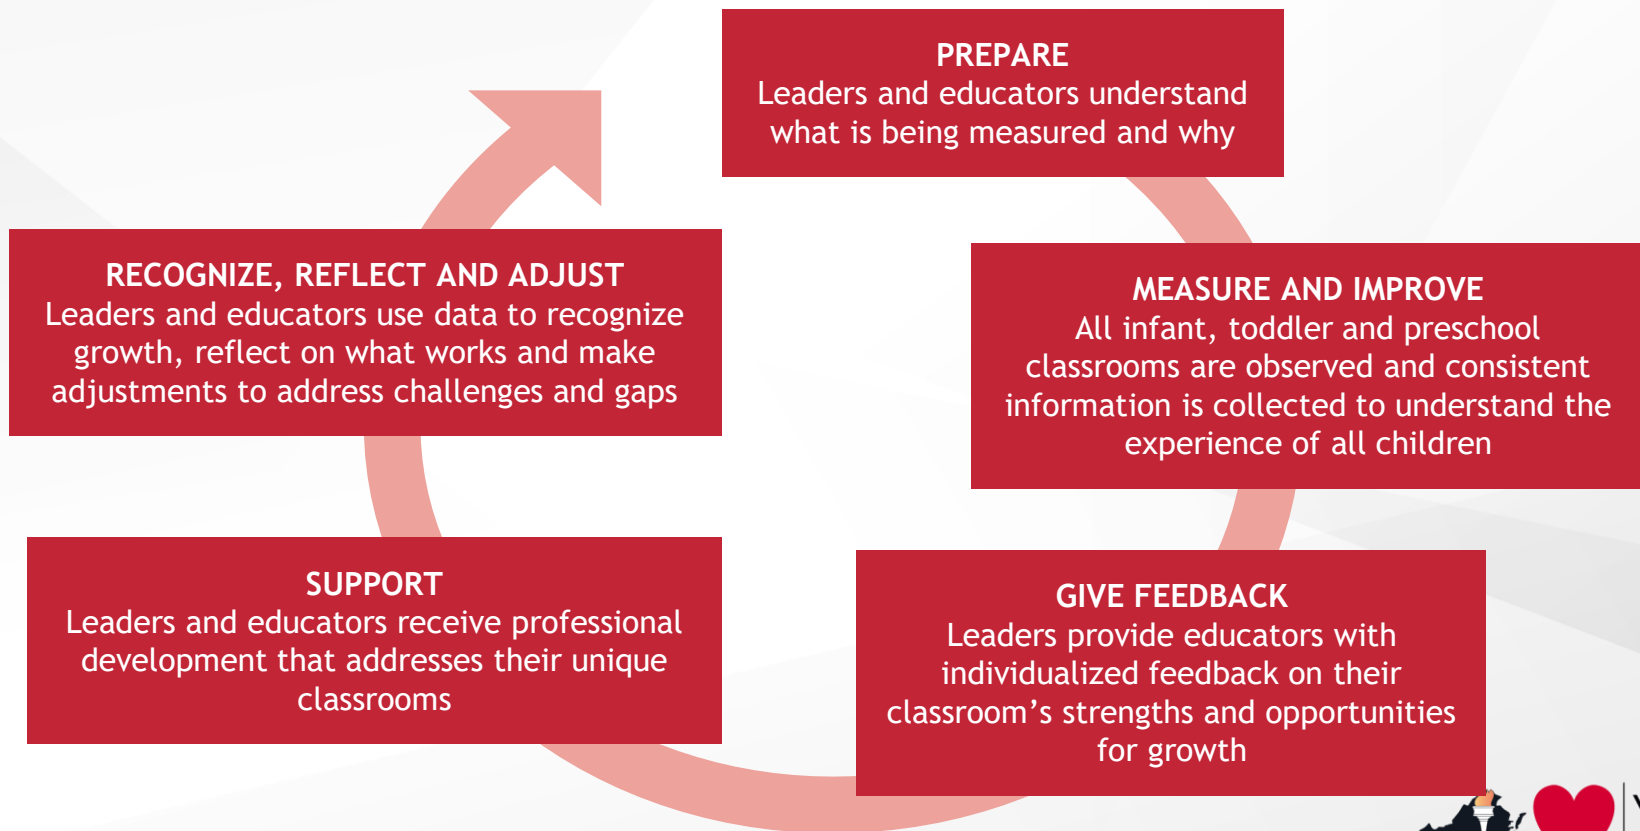 PREPARE
Leaders and educators understand
what is being measured and why
MEASURE AND IMPROVE
All infant, toddler and preschool
classrooms are observed and consistent
information is collected to understand the
experience of all children
GIVE FEEDBACK
Leaders provide educators with
individualized feedback on their
classroom’s strengths and opportunities
for growth
SUPPORT
Leaders and educators receive professional
development that addresses their unique
classrooms
RECOGNIZE, REFLECT AND ADJUST
Leaders and educators use data to recognize
growth, reflect on what works and make
adjustments to address challenges and gaps